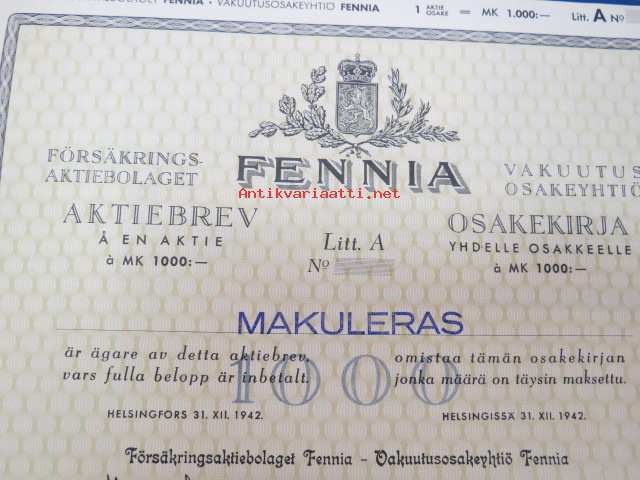 FENNIA · VAKUUTUSOSAKEYHTIÖ FENNIA 1 AKTIE OSAKE = MK 1.000:— Litt. A No
FÖRSÄKRINGS-
AKTIEBOLAGET
FENNIA
VAKUUTUS
OSAKEYHTIÖ
Antikvariaatti.net
AKTIEBREV
Å EN AKTIE
à MK 1000:—
Litt. A
No
OSAKEKIRJA
YHDELLE OSAKKEELLE
à MK 1000:—
MAKULERAS
1000
är ägare av detta aktiebrev,
vars fulla belopp är inbetalt.
omistaa tämän osakekirjan
jonka määrä on täysin maksettu.
HELSINGFORS 31. XII. 1942.
HELSINGISSÄ 31. XII. 1942.
Försäkringsaktiebolaget Fennia - Vakuutusosakeyhtiö Fennia